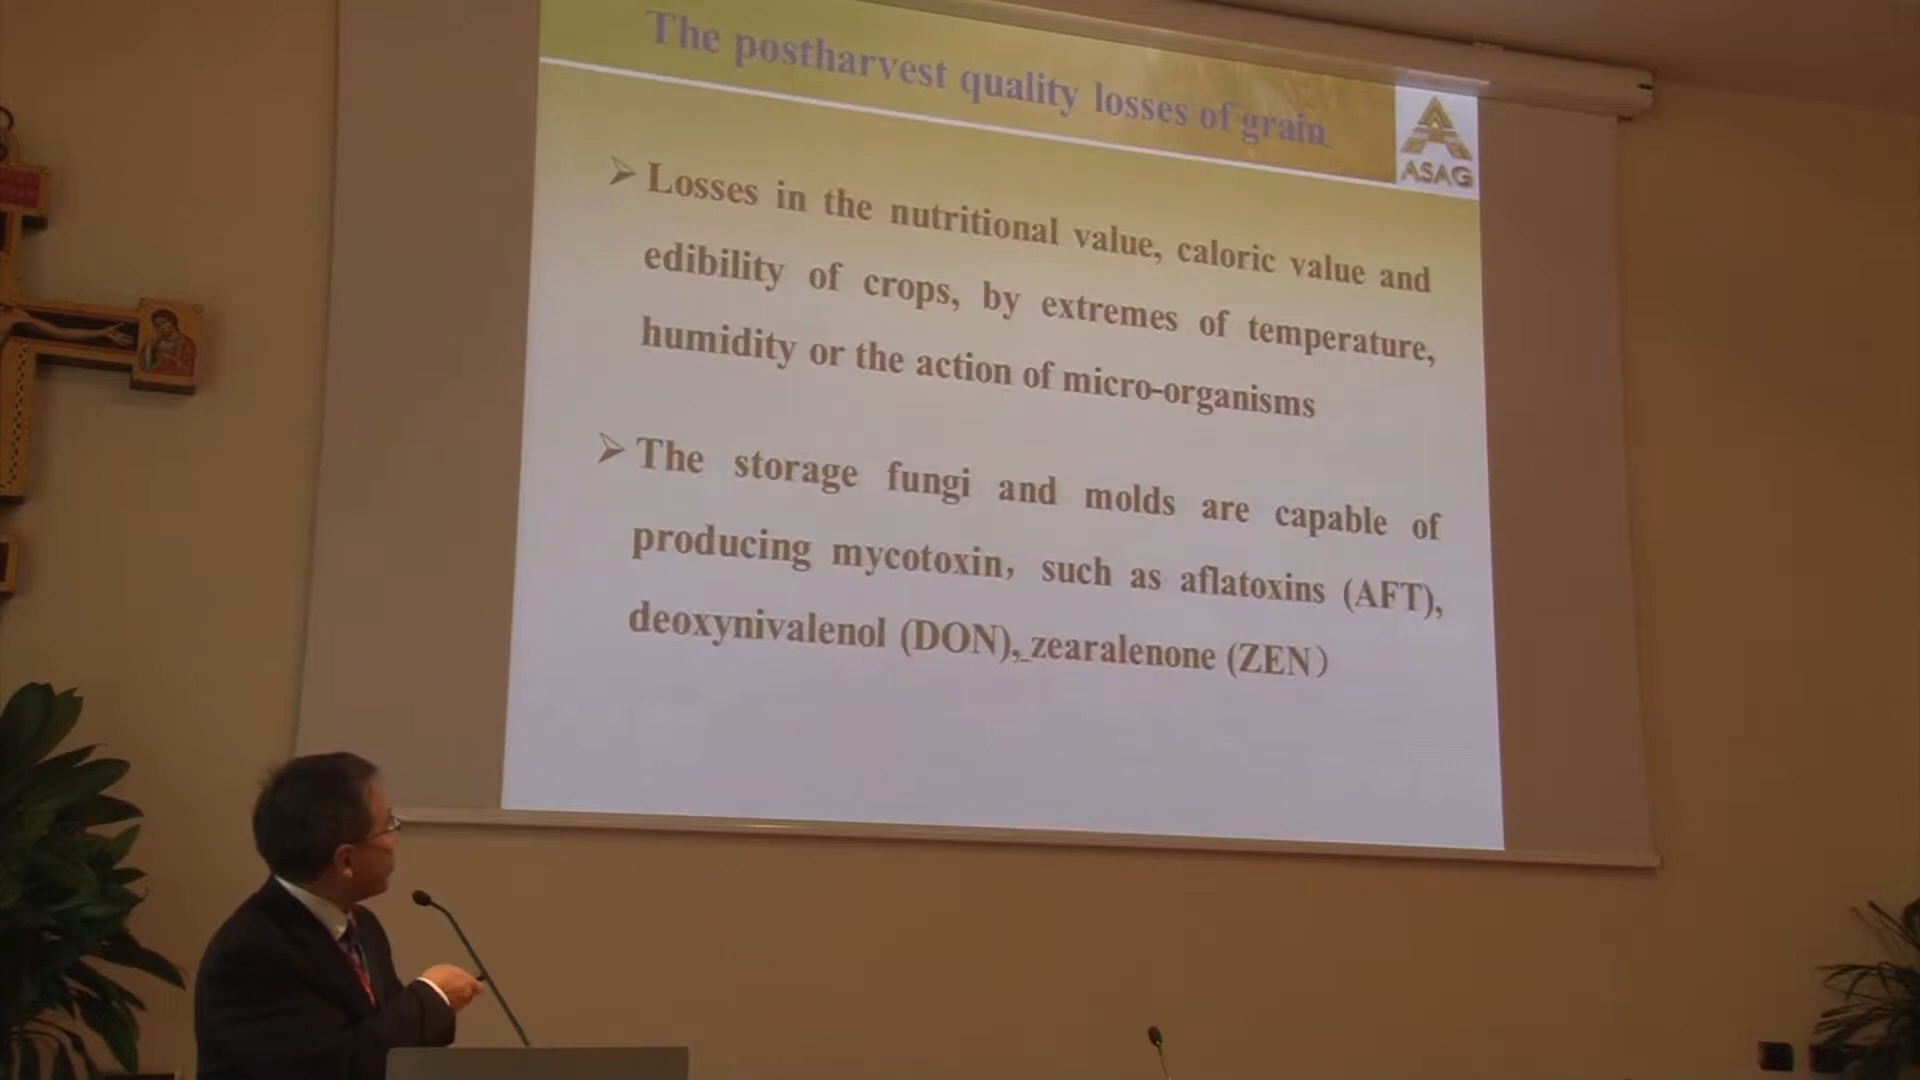 The postharvest quality losses of grain
ASAG
➢ Losses in the nutritional value, caloric value and
edibility of crops, by extremes of temperature,
humidity or the action of micro-organisms
➢ The storage fungi and molds are capable of
producing mycotoxin, such as aflatoxins (AFT),
deoxynivalenol (DON), zearalenone (ZEN)